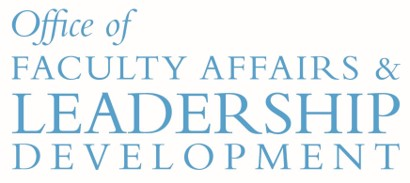 Office of
FACULTY AFFAIRS &
LEADERSHIP
DEVELOPMENT